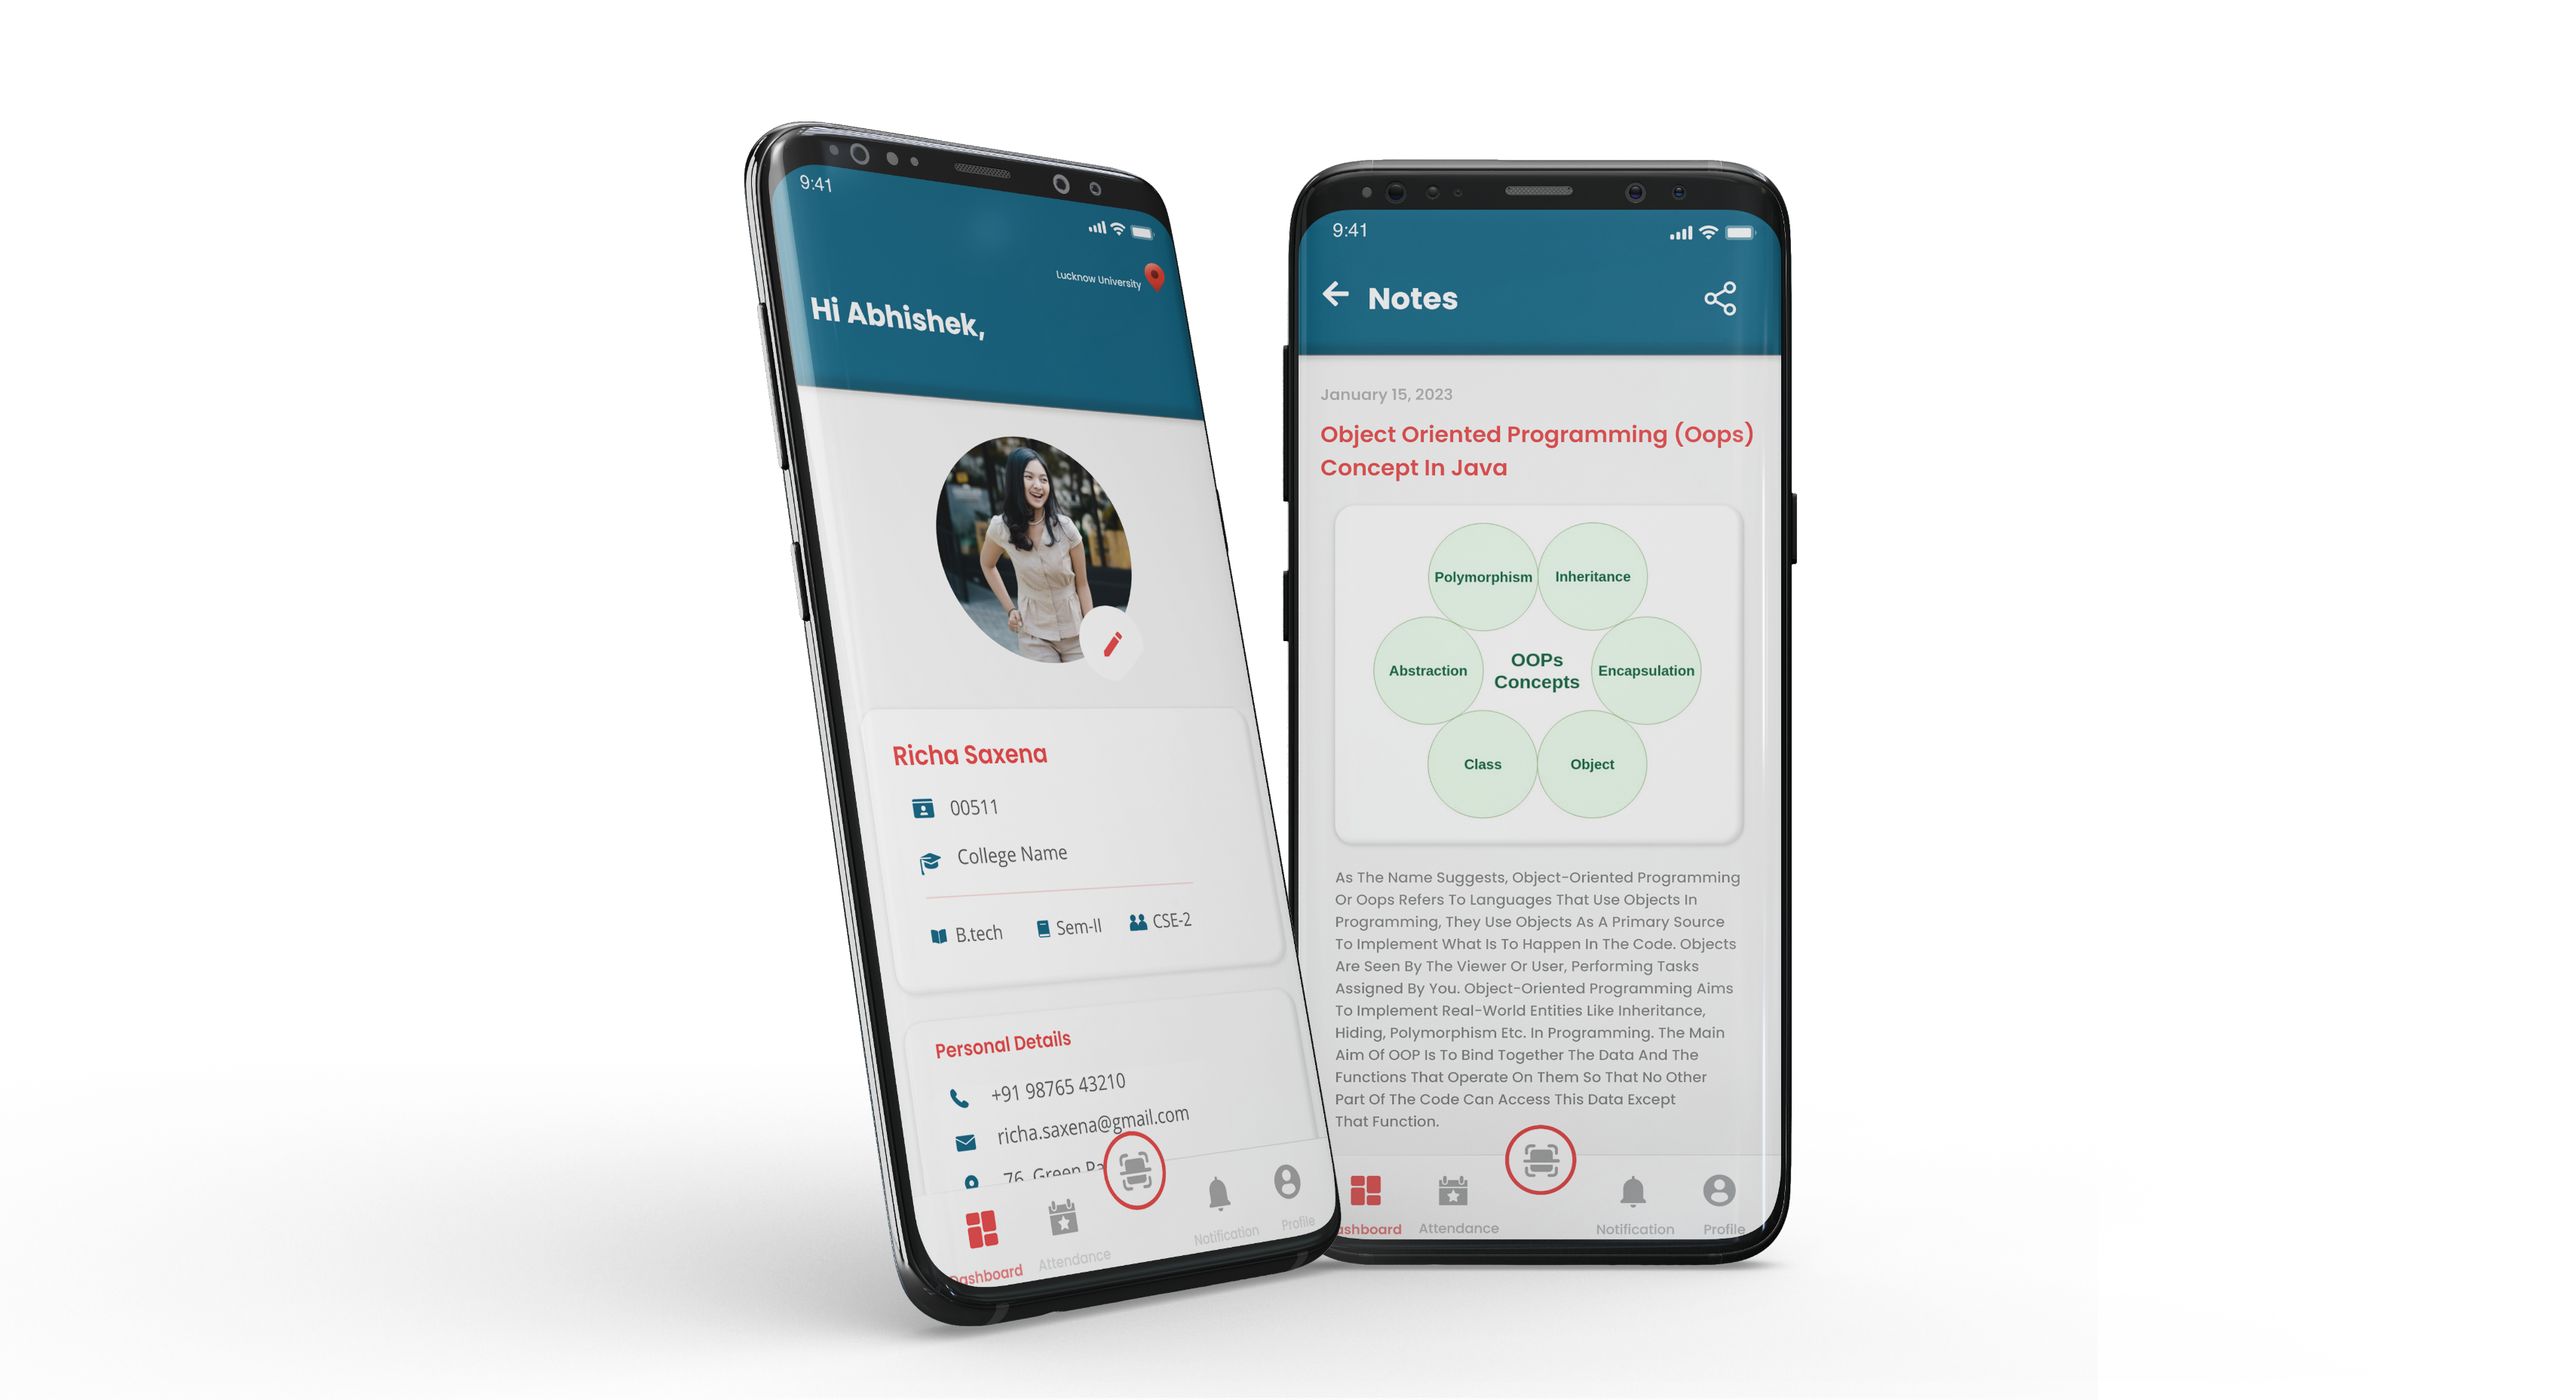 9:41
Lucknow University
Hi Abhishek,
Richa Saxena
00511
College Name
B.tech Sem-II CSE-2
Personal Details
+91 98765 43210
richa.saxena@gmail.com
76, Green
Dashboard Attendance Notification Profile
9:41
Notes
January 15, 2023
Object Oriented Programming (Oops)
Concept In Java
Polymorphism Inheritance
Abstraction OOPs Concepts Encapsulation
Class Object
As The Name Suggests, Object-Oriented Programming
Or Oops Refers To Languages That Use Objects In
Programming, They Use Objects As A Primary Source
To Implement What Is To Happen In The Code. Objects
Are Seen By The Viewer Or User, Performing Tasks
Assigned By You. Object-Oriented Programming Aims
To Implement Real-World Entities Like Inheritance,
Hiding, Polymorphism Etc. In Programming. The Main
Aim Of OOP Is To Bind Together The Data And The
Functions That Operate On Them So That No Other
Part Of The Code Can Access This Data Except
That Function.
ashboard Attendance Notification Profile